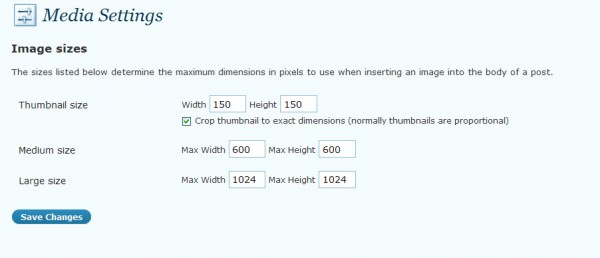 Media Settings
Image sizes
The sizes listed below determine the maximum dimensions in pixels to use when inserting an image into the body of a post.
Thumbnail size Width 150 Height 150
Crop thumbnail to exact dimensions (normally thumbnails are proportional)
Medium size Max Width 600 Max Height 600
Large size Max Width 1024 Max Height 1024
Save Changes